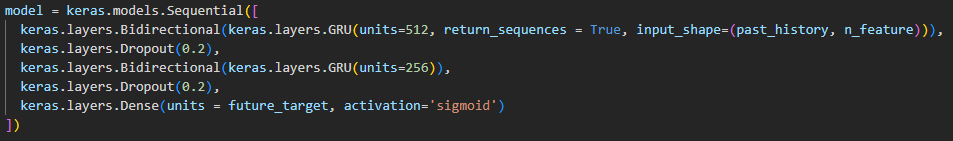 model = keras.models.Sequential([
  keras.layers.Bidirectional(keras.layers.GRU(units=512, return_sequences = True, input_shape=(past_history, n_feature))),
  keras.layers.Dropout(0.2),
  keras.layers.Bidirectional(keras.layers.GRU(units=256)),
  keras.layers.Dropout(0.2),
  keras.layers.Dense(units = future_target, activation='sigmoid')
])